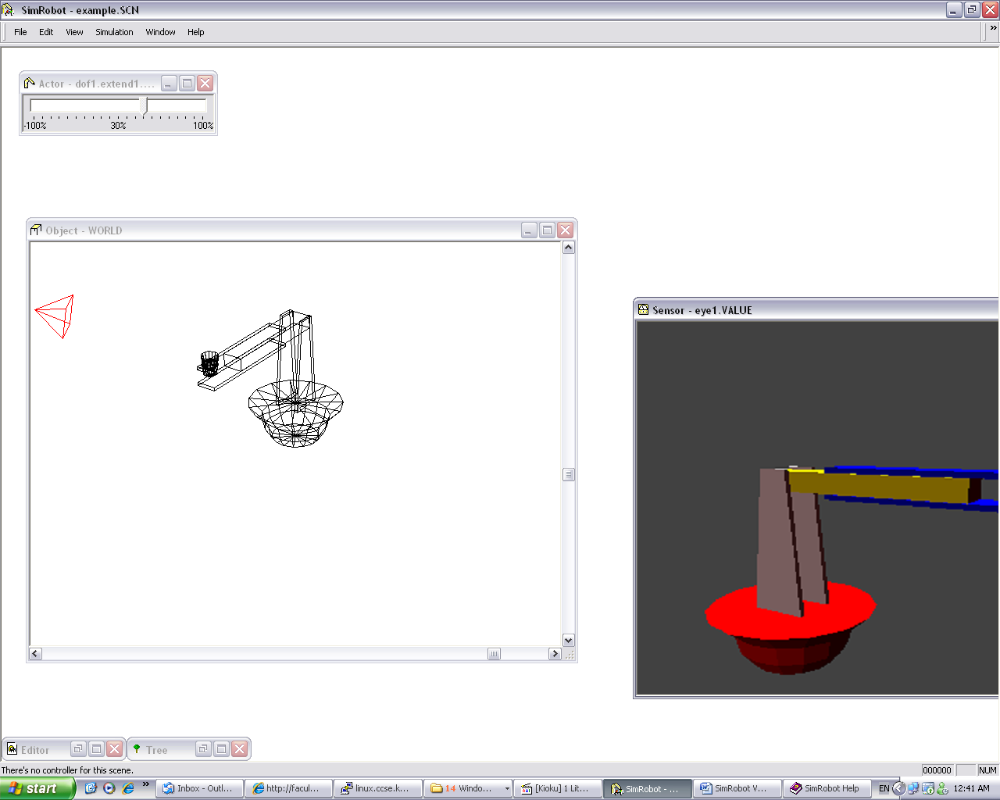 SimRobot - example.SCN
File Edit View Simulation Window Help
»
Actor - dof1.extend1....
-100% 30% 100%
Object - WORLD
Sensor - eye1.VALUE
Editor
Tree
There's no controller for this scene.
000000 NUM
start » Inbox - Outl... http://facul... linux.ccse.k... 14 Windo... [Kioku] 1 Lit... SimRobot - ... SimRobot V... SimRobot Help EN 12:41 AM